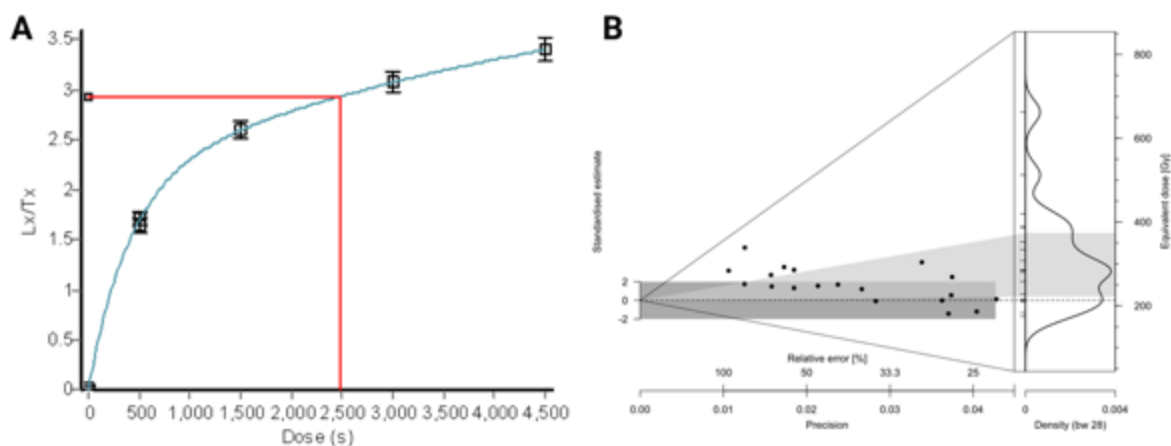 A
Lx/Tx
3.5
3
2.5
2
1.5
1
0.5
0
0 500 1,000 1,500 2,000 2,500 3,000 3,500 4,000 4,500
Dose (s)
B
Standardised estimate
2
0
-2
Relative error [%]
100 50 33.3 25
0.00 0.01 0.02 0.03 0.04
Precision
800
600
400
200
Equivalent dose [Gy]
0 0.004
Density (bw 28)